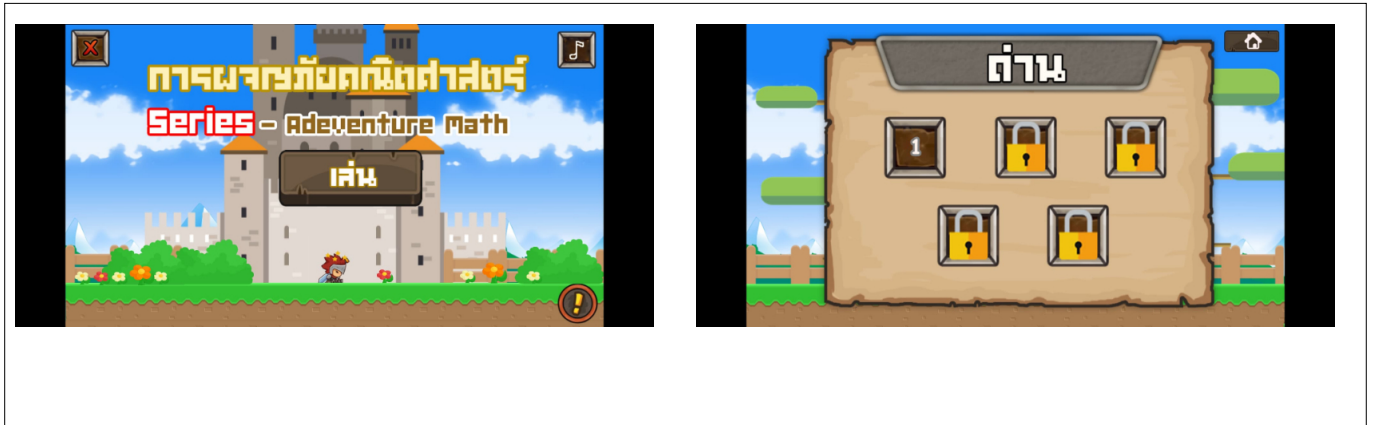 การผจญภัยคณิตศาสตร์
Series - Adeventure Math
เล่น
ด่าน
1